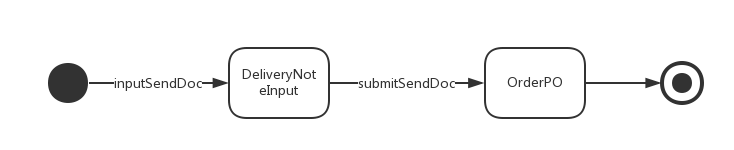 inputSendDoc
DeliveryNot
eInput
submitSendDoc
OrderPO